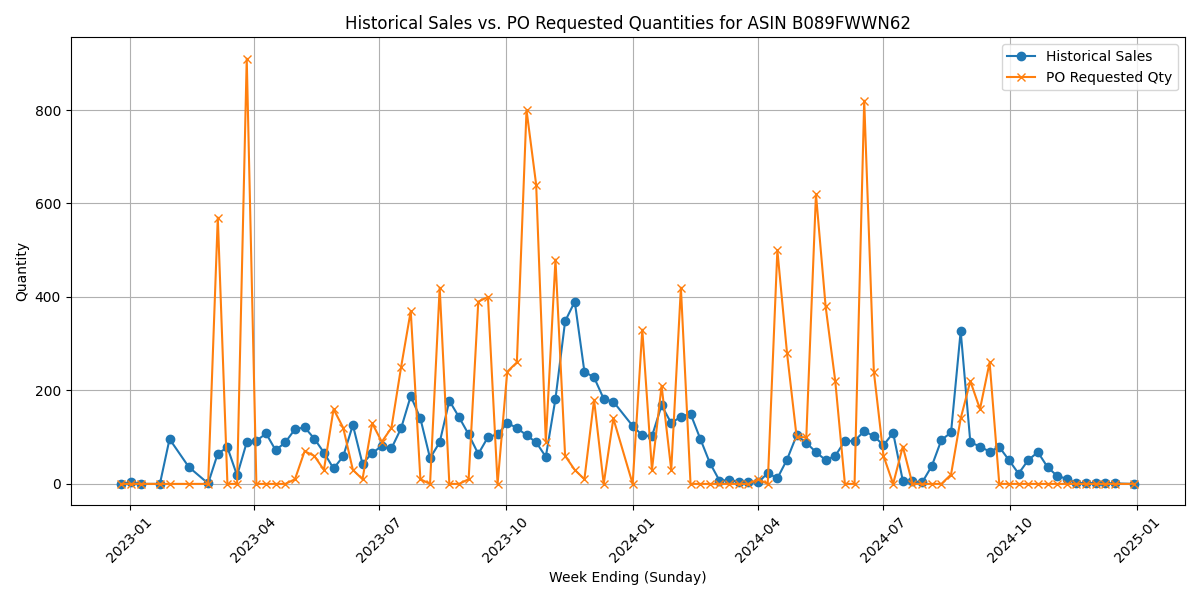 Historical Sales vs. PO Requested Quantities for ASIN B089FWWN62
Historical Sales
PO Requested Qty
Quantity
800
600
400
200
0
2023-01
2023-04
2023-07
2023-10
2024-01
2024-04
2024-07
2024-10
2025-01
Week Ending (Sunday)